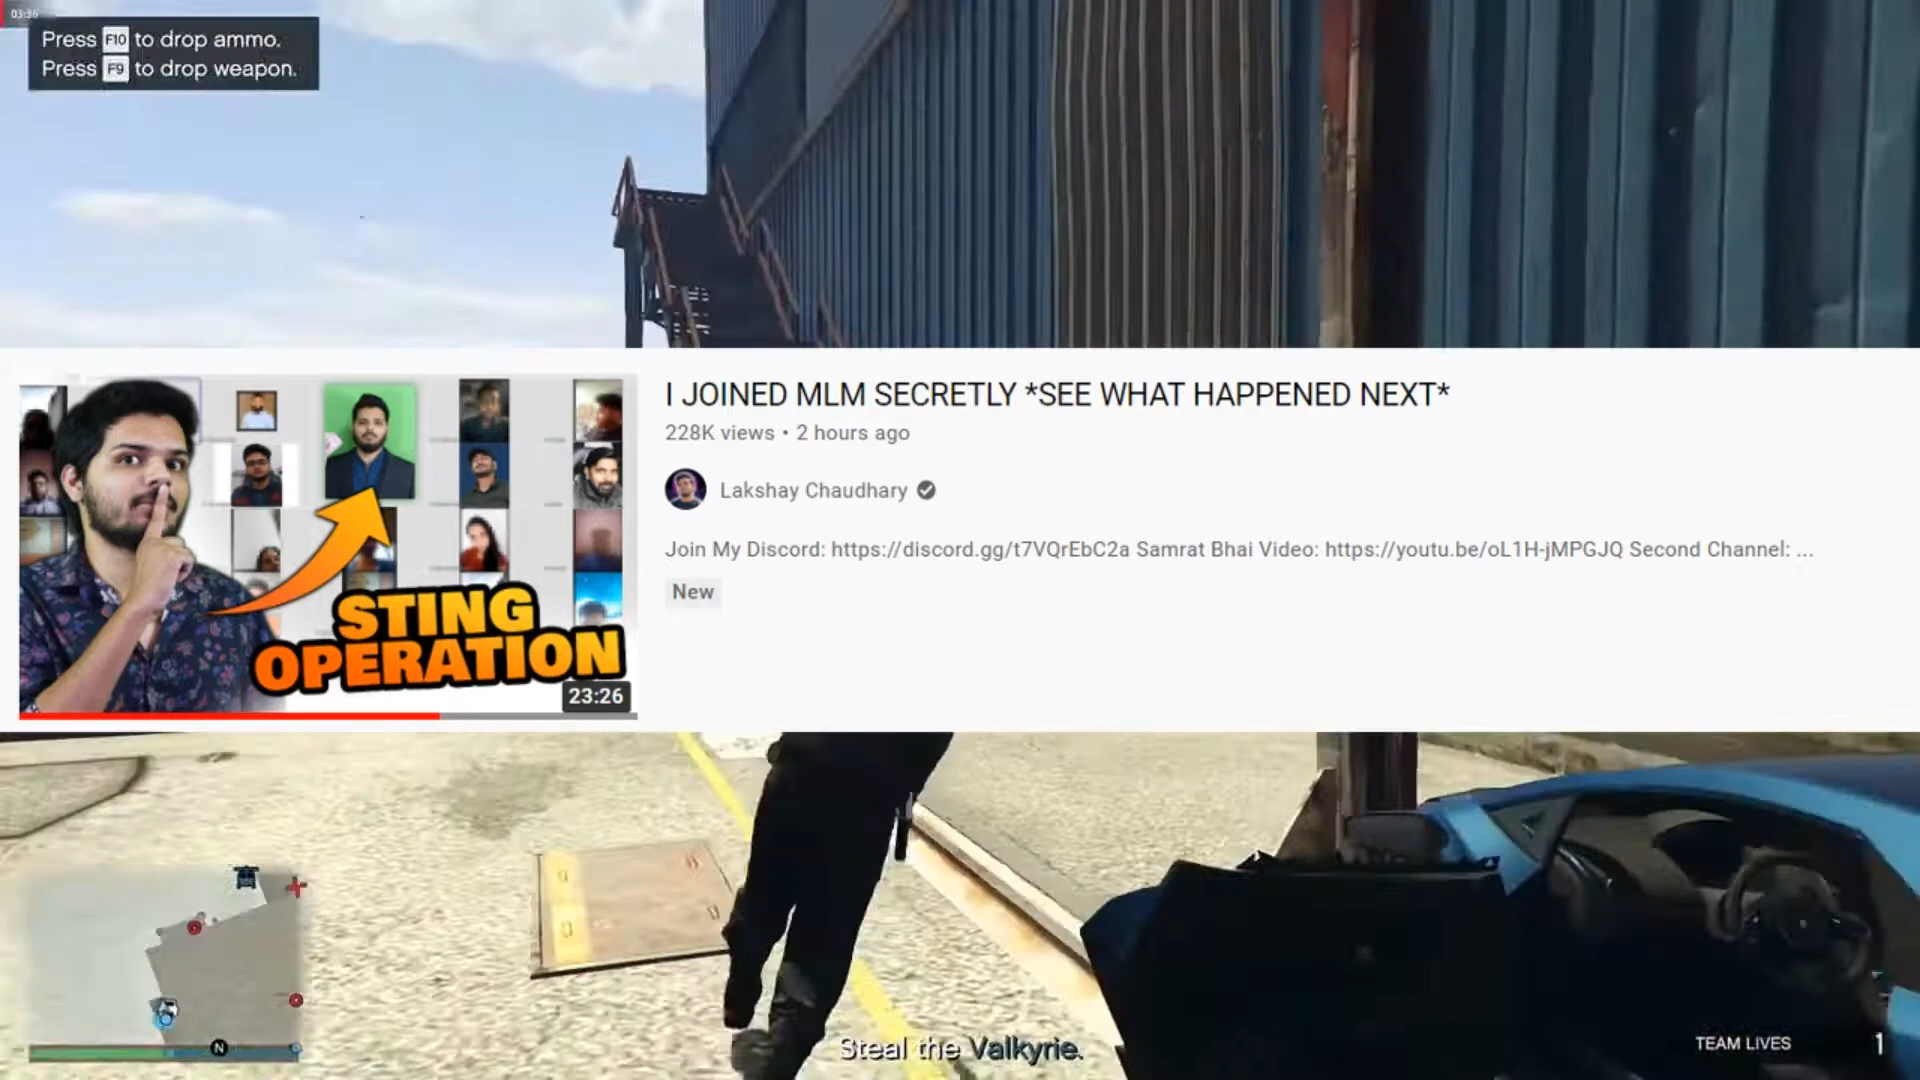 03:36
Press F10 to drop ammo.
Press F9 to drop weapon.
I JOINED MLM SECRETLY *SEE WHAT HAPPENED NEXT*
228K views • 2 hours ago
Lakshay Chaudhary
Join My Discord: https://discord.gg/t7VQrEbC2a Samrat Bhai Video: https://youtu.be/oL1H-jMPGJQ Second Channel: ...
New
STING
OPERATION
23:26
N
Steal the Valkyrie.
TEAM LIVES 1